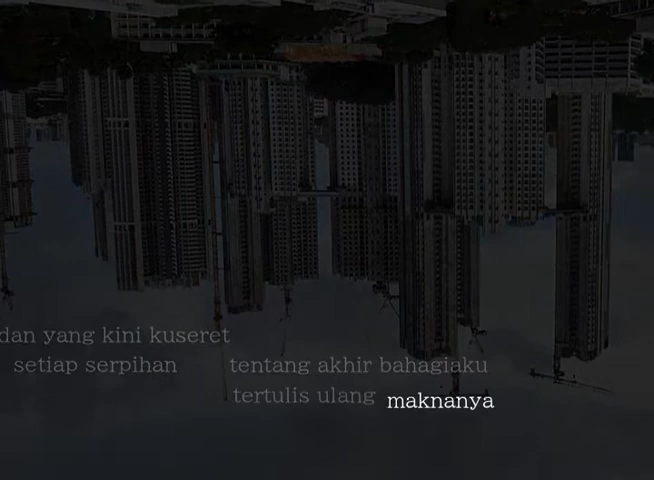 dan yang kini kuseret
setiap serpihan
tentang akhir bahagiaku
tertulis ulang maknanya